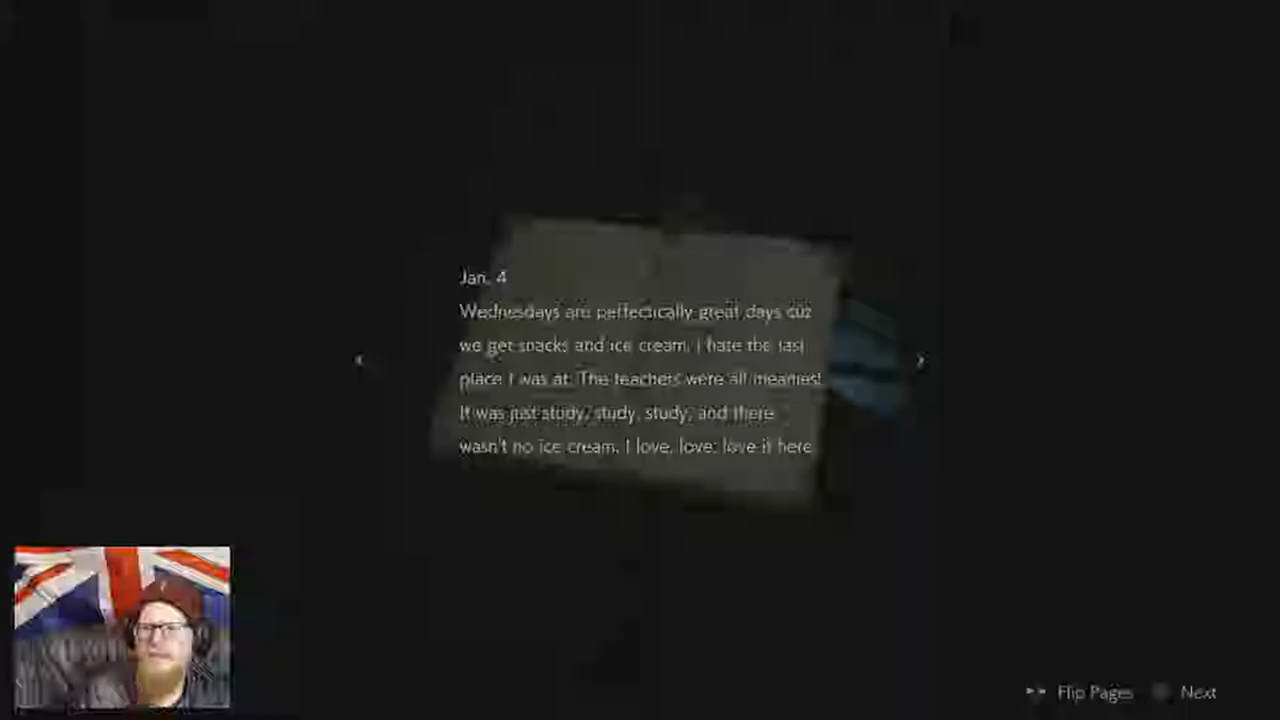 Jan. 4
Wednesdays are perfectically great days cuz
we get snacks and ice cream. I hate the last
place I was at. The teachers were all meanies!
It was just study, study, study, and there
wasn't no ice cream. I love, love, love it here
Flip Pages
Next